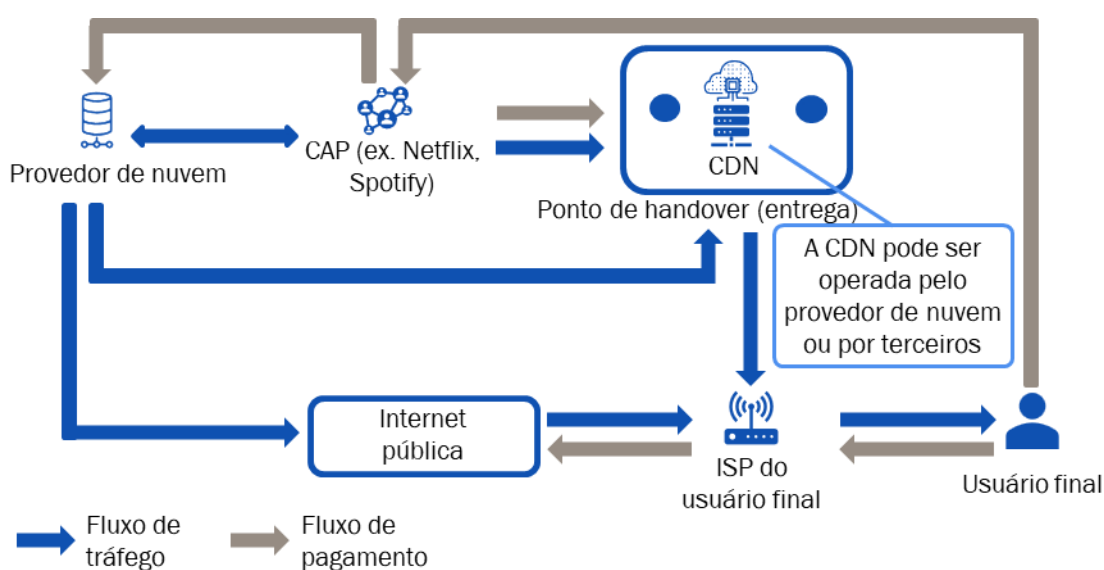 Provedor de nuvem
CAP (ex. Netflix,
Spotify)
CDN
Ponto de handover (entrega)
A CDN pode ser
operada pelo
provedor de nuvem
ou por terceiros
Internet
pública
ISP do
usuário final
Usuário final
Fluxo de
tráfego
Fluxo de
pagamento